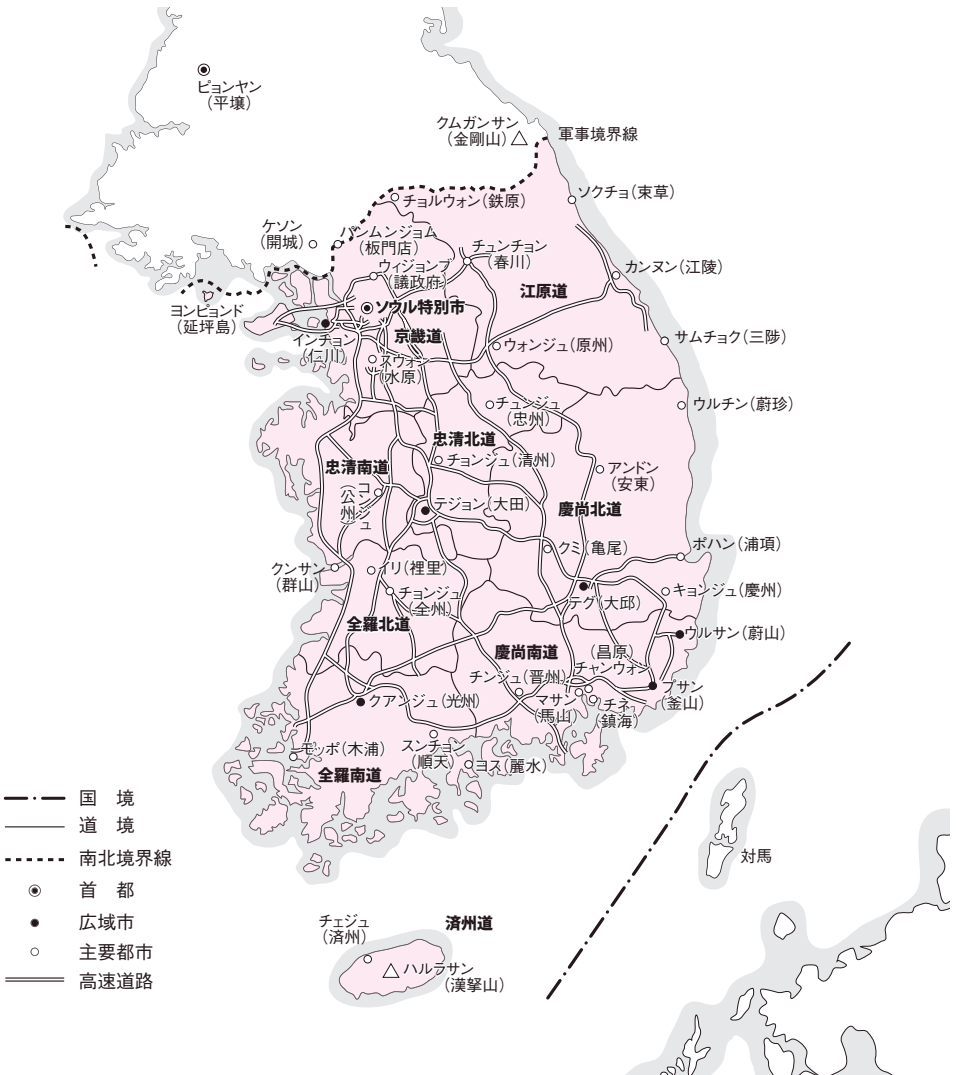 ピョンヤン
(平壌)
クムガンサン
(金剛山)
軍事境界線
ソクチョ(束草)
チョルウォン(鉄原)
ケソン
(開城)
パンムンジョム
(板門店)
チュンチョン
(春川)
ウィジョンブ
(議政府)
カンヌン(江陵)
江原道
ヨンピョンド
(延坪島)
ソウル特別市
インチョン
(仁川)
京畿道
サムチョク(三陟)
ウォンジュ(原州)
スウォン
(水原)
チュンジュ
(忠州)
ウルチン(蔚珍)
忠清北道
忠清南道
チョンジュ(清州)
アンドン
(安東)
コンジュ
(公州)
テジョン(大田)
慶尚北道
クミ(亀尾)
ポハン(浦項)
クンサン
(群山)
イリ(裡里)
チョンジュ
(全州)
テグ(大邱)
キョンジュ(慶州)
全羅北道
ウルサン(蔚山)
慶尚南道
(昌原)
チャンウォン
チンジュ(晋州)
プサン
(釜山)
マサン
(馬山)
チネ
(鎮海)
クアンジュ(光州)
モッポ(木浦)
スンチョン
(順天)
ヨス(麗水)
全羅南道
対馬
チェジュ
(済州)
済州道
ハルラサン
(漢拏山)
国 境
道 境
南北境界線
首 都
広域市
主要都市
高速道路